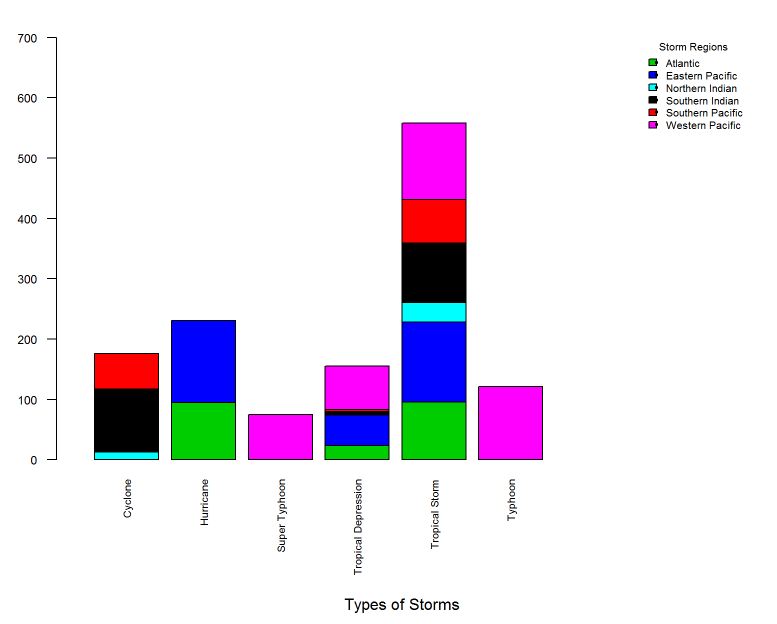 700
600
500
400
300
200
100
0
Storm Regions
Atlantic
Eastern Pacific
Northern Indian
Southern Indian
Southern Pacific
Western Pacific
Cyclone
Hurricane
Super Typhoon
Tropical Depression
Tropical Storm
Typhoon
Types of Storms